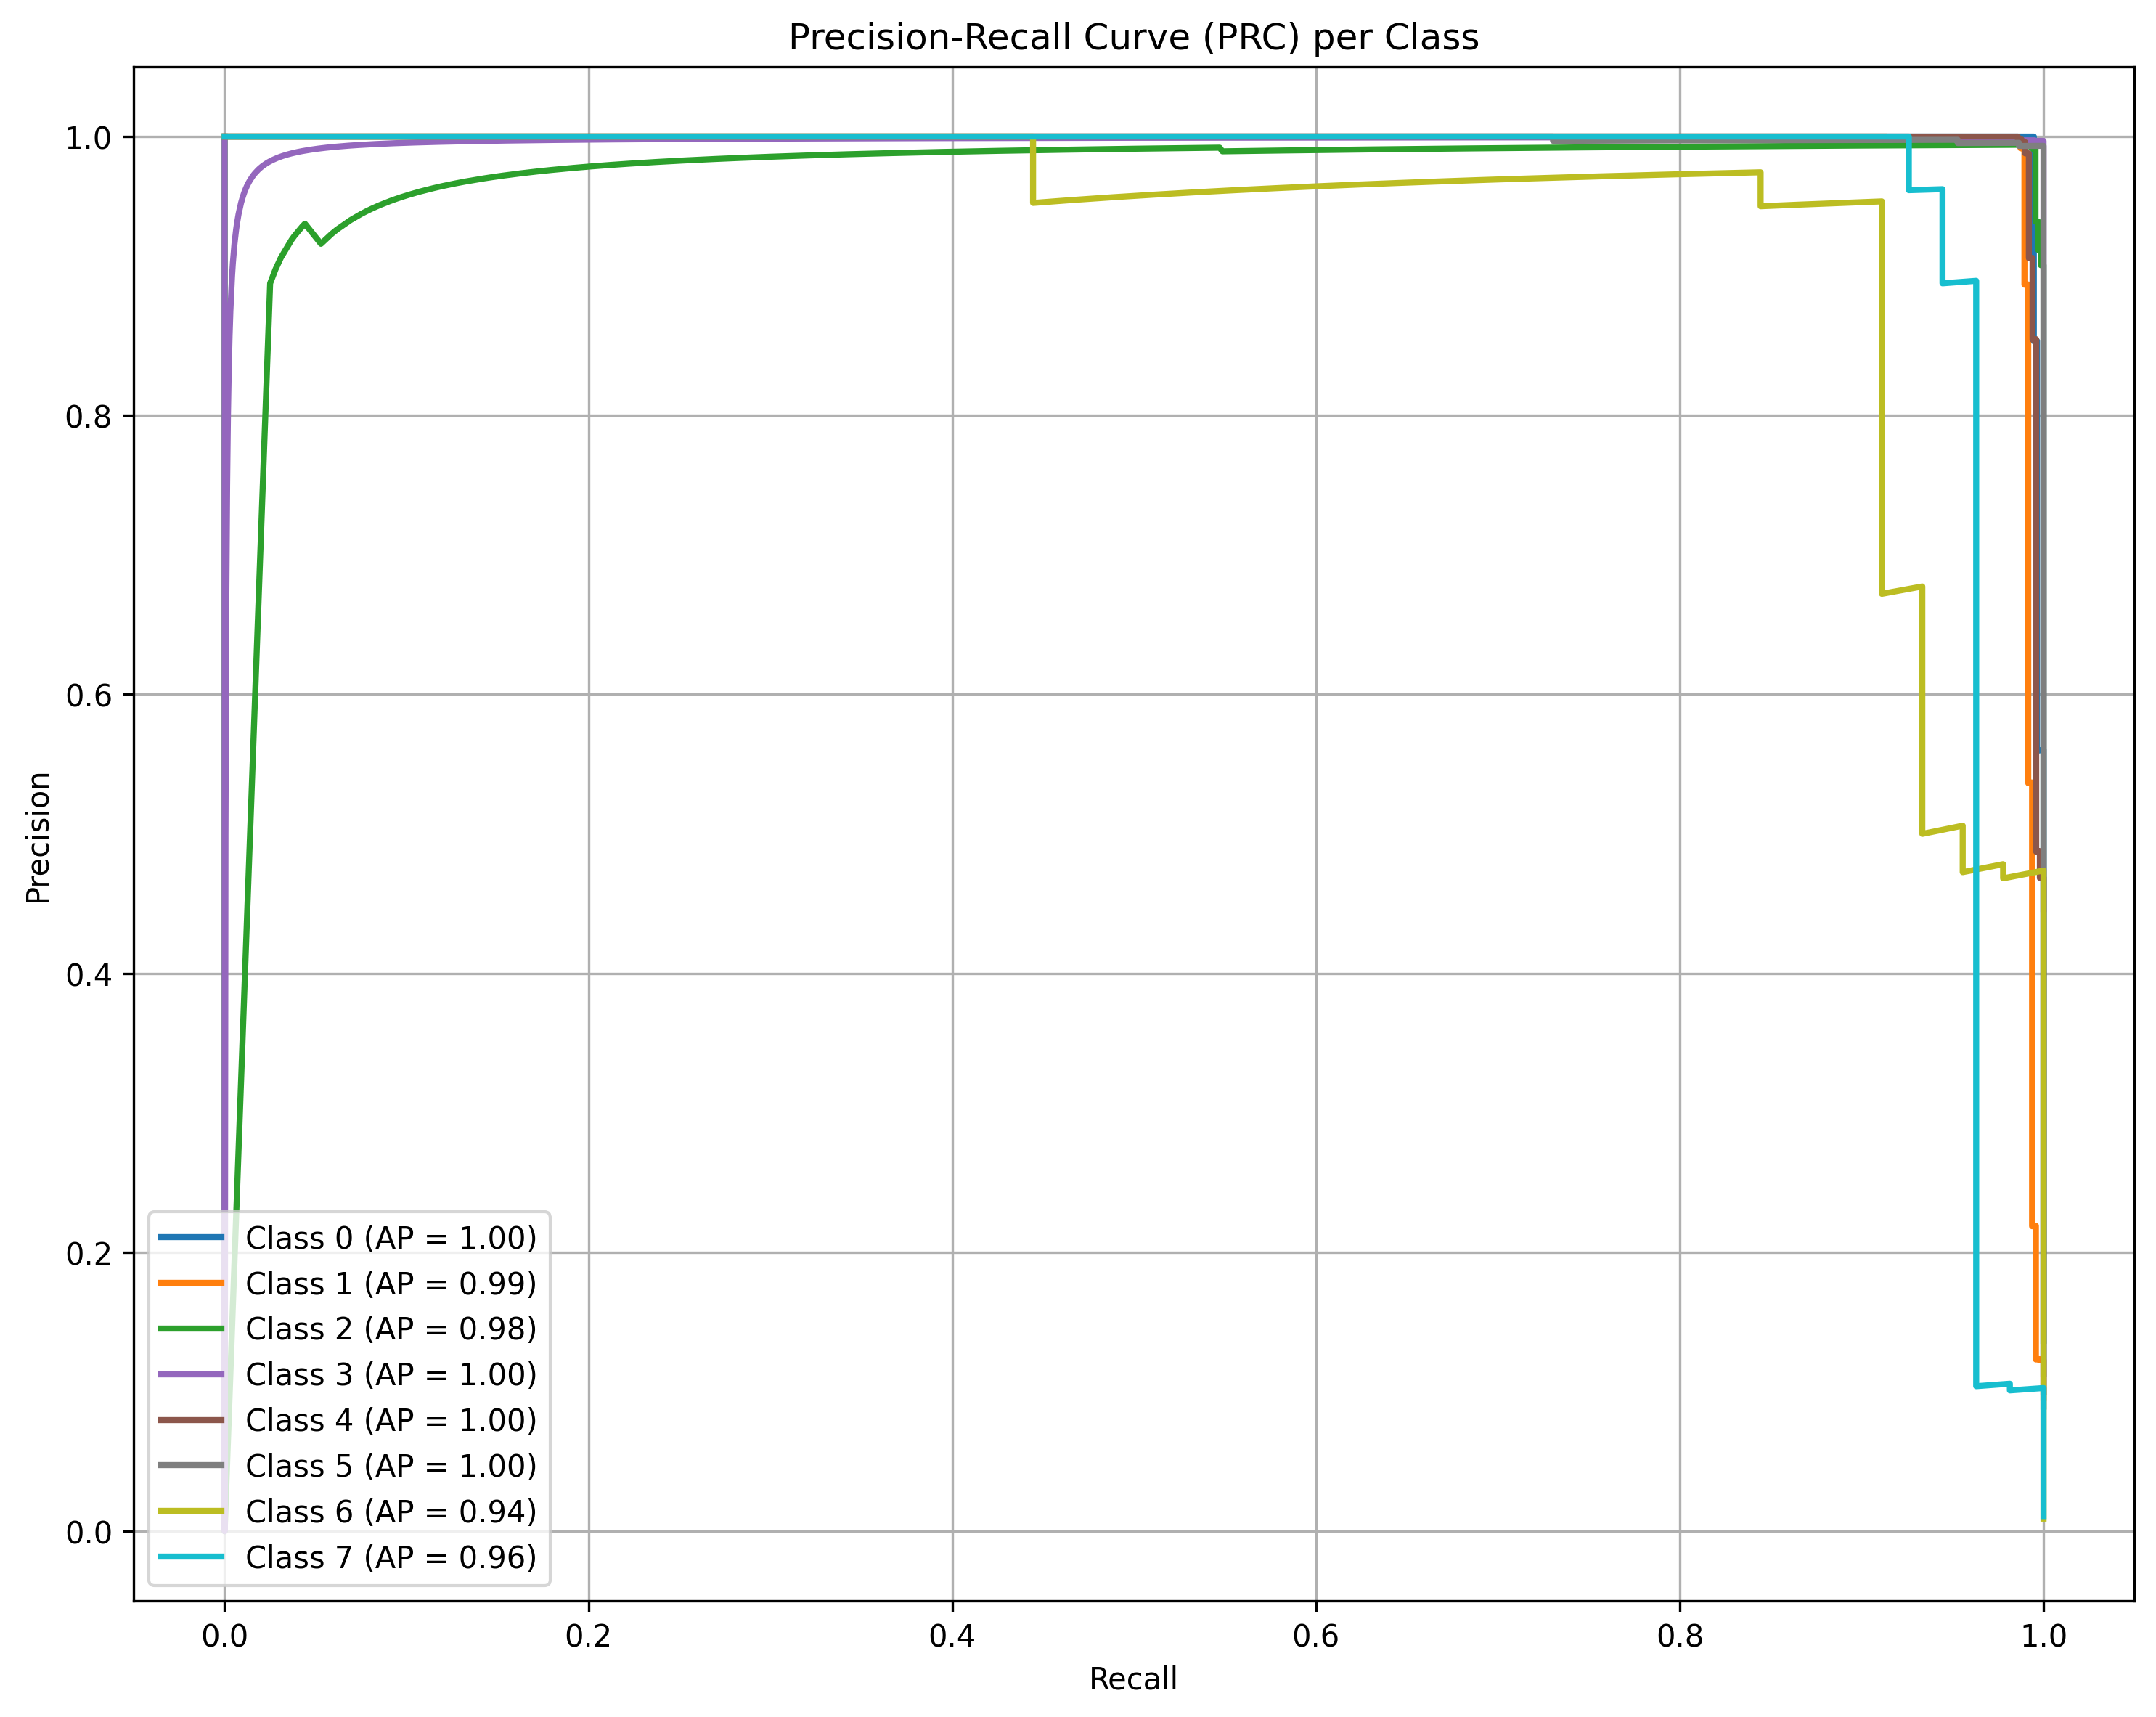 Precision-Recall Curve (PRC) per Class
1.0
0.8
0.6
0.4
0.2
0.0
Precision
Class 0 (AP = 1.00)
Class 1 (AP = 0.99)
Class 2 (AP = 0.98)
Class 3 (AP = 1.00)
Class 4 (AP = 1.00)
Class 5 (AP = 1.00)
Class 6 (AP = 0.94)
Class 7 (AP = 0.96)
0.0 0.2 0.4 0.6 0.8 1.0
Recall